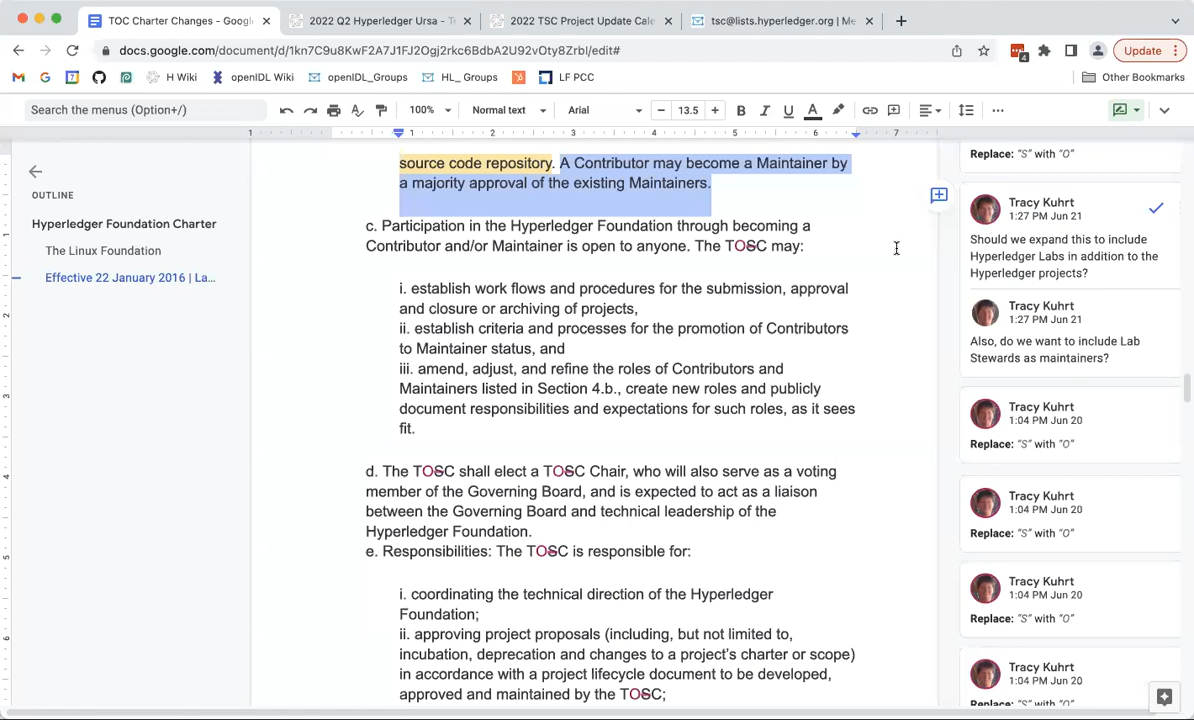 TOC Charter Changes - Googl
2022 Q2 Hyperledger Ursa - T
2022 TSC Project Update Cale
tsc@lists.hyperledger.org | Me
docs.google.com/document/d/1kn7C9u8KwF2A7J1FJ2Ogj2rkc6BdbA2U92vOty8ZrbI/edit#
4
Update
H Wiki
openIDL Wiki
openIDL_Groups
HL_ Groups
LF PCC
Other Bookmarks
Search the menus (Option+/)
100%
Normal text
Arial
13.5
B
I
U
A
1
1
2
3
4
5
6
7
OUTLINE
Hyperledger Foundation Charter
The Linux Foundation
Effective 22 January 2016 | La...
source code repository. A Contributor may become a Maintainer by
a majority approval of the existing Maintainers.
c. Participation in the Hyperledger Foundation through becoming a
Contributor and/or Maintainer is open to anyone. The TOSC may:
i. establish work flows and procedures for the submission, approval
and closure or archiving of projects,
ii. establish criteria and processes for the promotion of Contributors
to Maintainer status, and
iii. amend, adjust, and refine the roles of Contributors and
Maintainers listed in Section 4.b., create new roles and publicly
document responsibilities and expectations for such roles, as it sees
fit.
d. The TOSC shall elect a TOSC Chair, who will also serve as a voting
member of the Governing Board, and is expected to act as a liaison
between the Governing Board and technical leadership of the
Hyperledger Foundation.
e. Responsibilities: The TOSC is responsible for:
i. coordinating the technical direction of the Hyperledger
Foundation;
ii. approving project proposals (including, but not limited to,
incubation, deprecation and changes to a project's charter or scope)
in accordance with a project lifecycle document to be developed,
approved and maintained by the TOSC;
Replace: "S" with "O"
Tracy Kuhrt
1:27 PM Jun 21
Should we expand this to include
Hyperledger Labs in addition to the
Hyperledger projects?
Tracy Kuhrt
1:27 PM Jun 21
Also, do we want to include Lab
Stewards as maintainers?
Tracy Kuhrt
1:04 PM Jun 20
Replace: "S" with "O"
Tracy Kuhrt
1:04 PM Jun 20
Replace: "S" with "O"
Tracy Kuhrt
1:04 PM Jun 20
Replace: "S" with "O"
Tracy Kuhrt
1:04 PM Jun 20
Replace: "S" with "O"